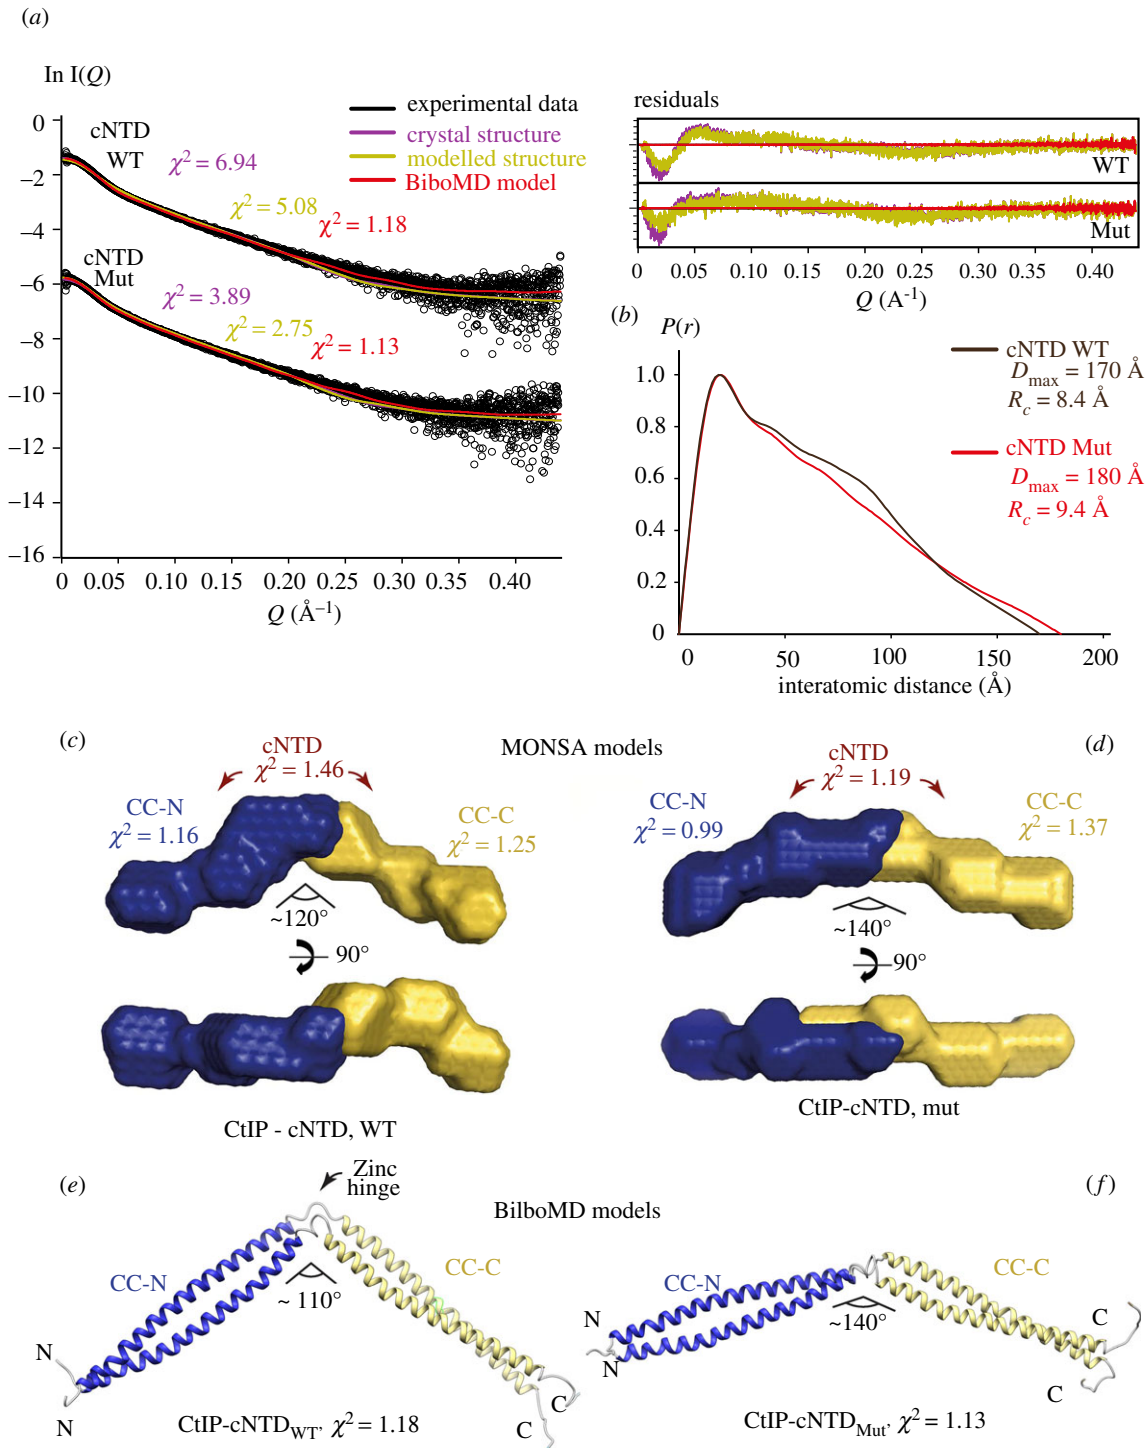 (a)
In I(Q)
experimental data
crystal structure
modelled structure
BiboMD model
0
−2
−4
−6
−8
−10
−12
−14
−16
cNTD
WT
χ² = 6.94
χ² = 5.08
χ² = 1.18
cNTD
Mut
χ² = 3.89
χ² = 2.75
χ² = 1.13
0 0.05 0.10 0.15 0.20 0.25 0.30 0.35 0.40
Q (Å⁻¹)
residuals
WT
Mut
0 0.05 0.10 0.15 0.20 0.25 0.30 0.35 0.40
Q (A⁻¹)
(b)
P(r)
1.0
0.8
0.6
0.4
0.2
0
cNTD WT
Dmax = 170 Å
Rc = 8.4 Å
cNTD Mut
Dmax = 180 Å
Rc = 9.4 Å
0 50 100 150 200
interatomic distance (Å)
(c)
MONSA models
(d)
cNTD
χ² = 1.46
CC-N
χ² = 1.16
CC-C
χ² = 1.25
~120°
90°
CtIP - cNTD, WT
cNTD
χ² = 1.19
CC-N
χ² = 0.99
CC-C
χ² = 1.37
~140°
90°
CtIP-cNTD, mut
(e)
Zinc
hinge
BilboMD models
(f)
CC-N
CC-C
~ 110°
N
N
C
C
CtIP-cNTDWT, χ² = 1.18
CC-N
CC-C
~140°
N
N
C
C
CtIP-cNTDMut, χ² = 1.13